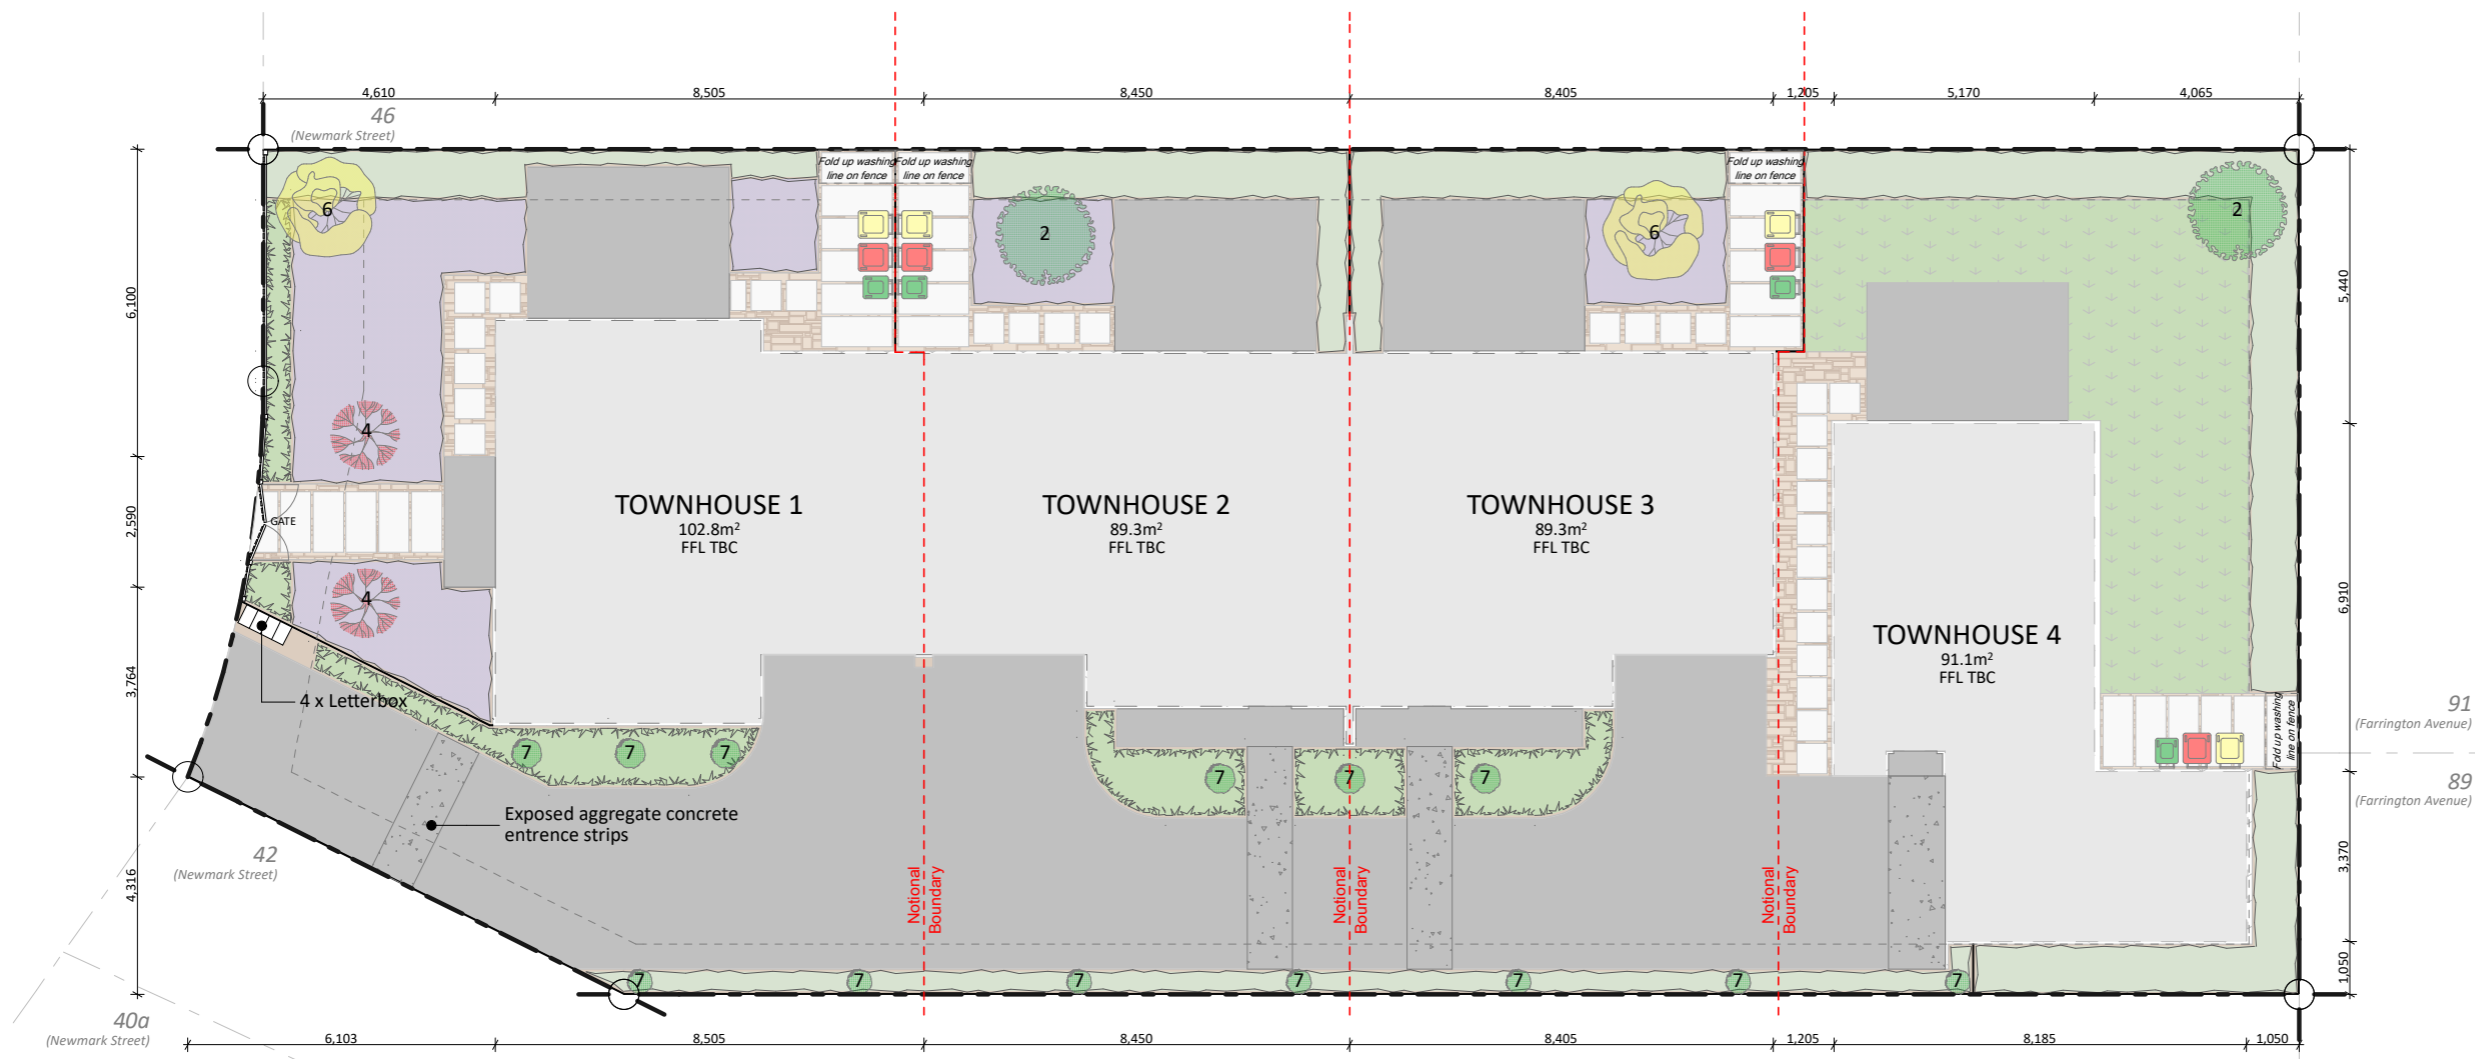 4,610
8,505
8,450
8,405
1,205
5,170
4,065
46
(Newmark Street)
Fold up washing
line on fence
Fold up washing
line on fence
Fold up washing
line on fence
6
2
6
2
6,100
5,440
4
GATE
TOWNHOUSE 1
102.8m²
FFL TBC
TOWNHOUSE 2
89.3m²
FFL TBC
TOWNHOUSE 3
89.3m²
FFL TBC
2,590
4
6,910
TOWNHOUSE 4
91.1m²
FFL TBC
3,764
4 x Letterbox
Fold up washing
line on fence
91
(Farrington Avenue)
89
(Farrington Avenue)
7
7
7
7
7
7
Exposed aggregate concrete
entrence strips
42
(Newmark Street)
4,316
Notional
Boundary
Notional
Boundary
Notional
Boundary
3,370
1,050
7
7
7
7
7
7
7
40a
(Newmark Street)
6,103
8,505
8,450
8,405
1,205
8,185
1,050